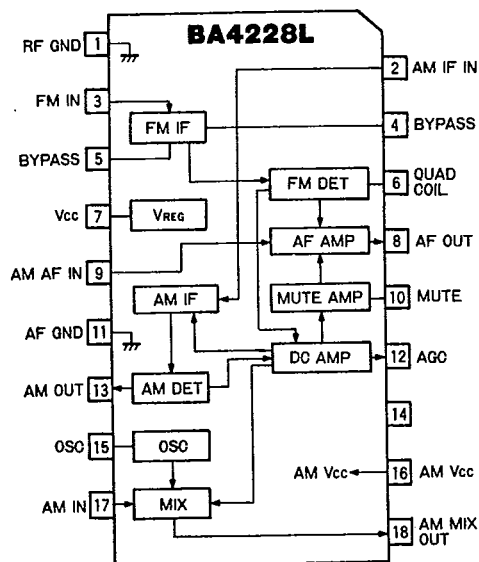 BA4228L
RF GND 1
2 AM IF IN
FM IN 3
FM IF
4 BYPASS
BYPASS 5
FM DET
6 QUAD
COIL
Vcc 7
VREG
AF AMP
8 AF OUT
AM AF IN 9
AM IF
MUTE AMP
10 MUTE
AF GND 11
DC AMP
12 AGC
AM OUT 13
AM DET
14
OSC 15
OSC
AM Vcc
16 AM Vcc
AM IN 17
MIX
18 AM MIX
OUT